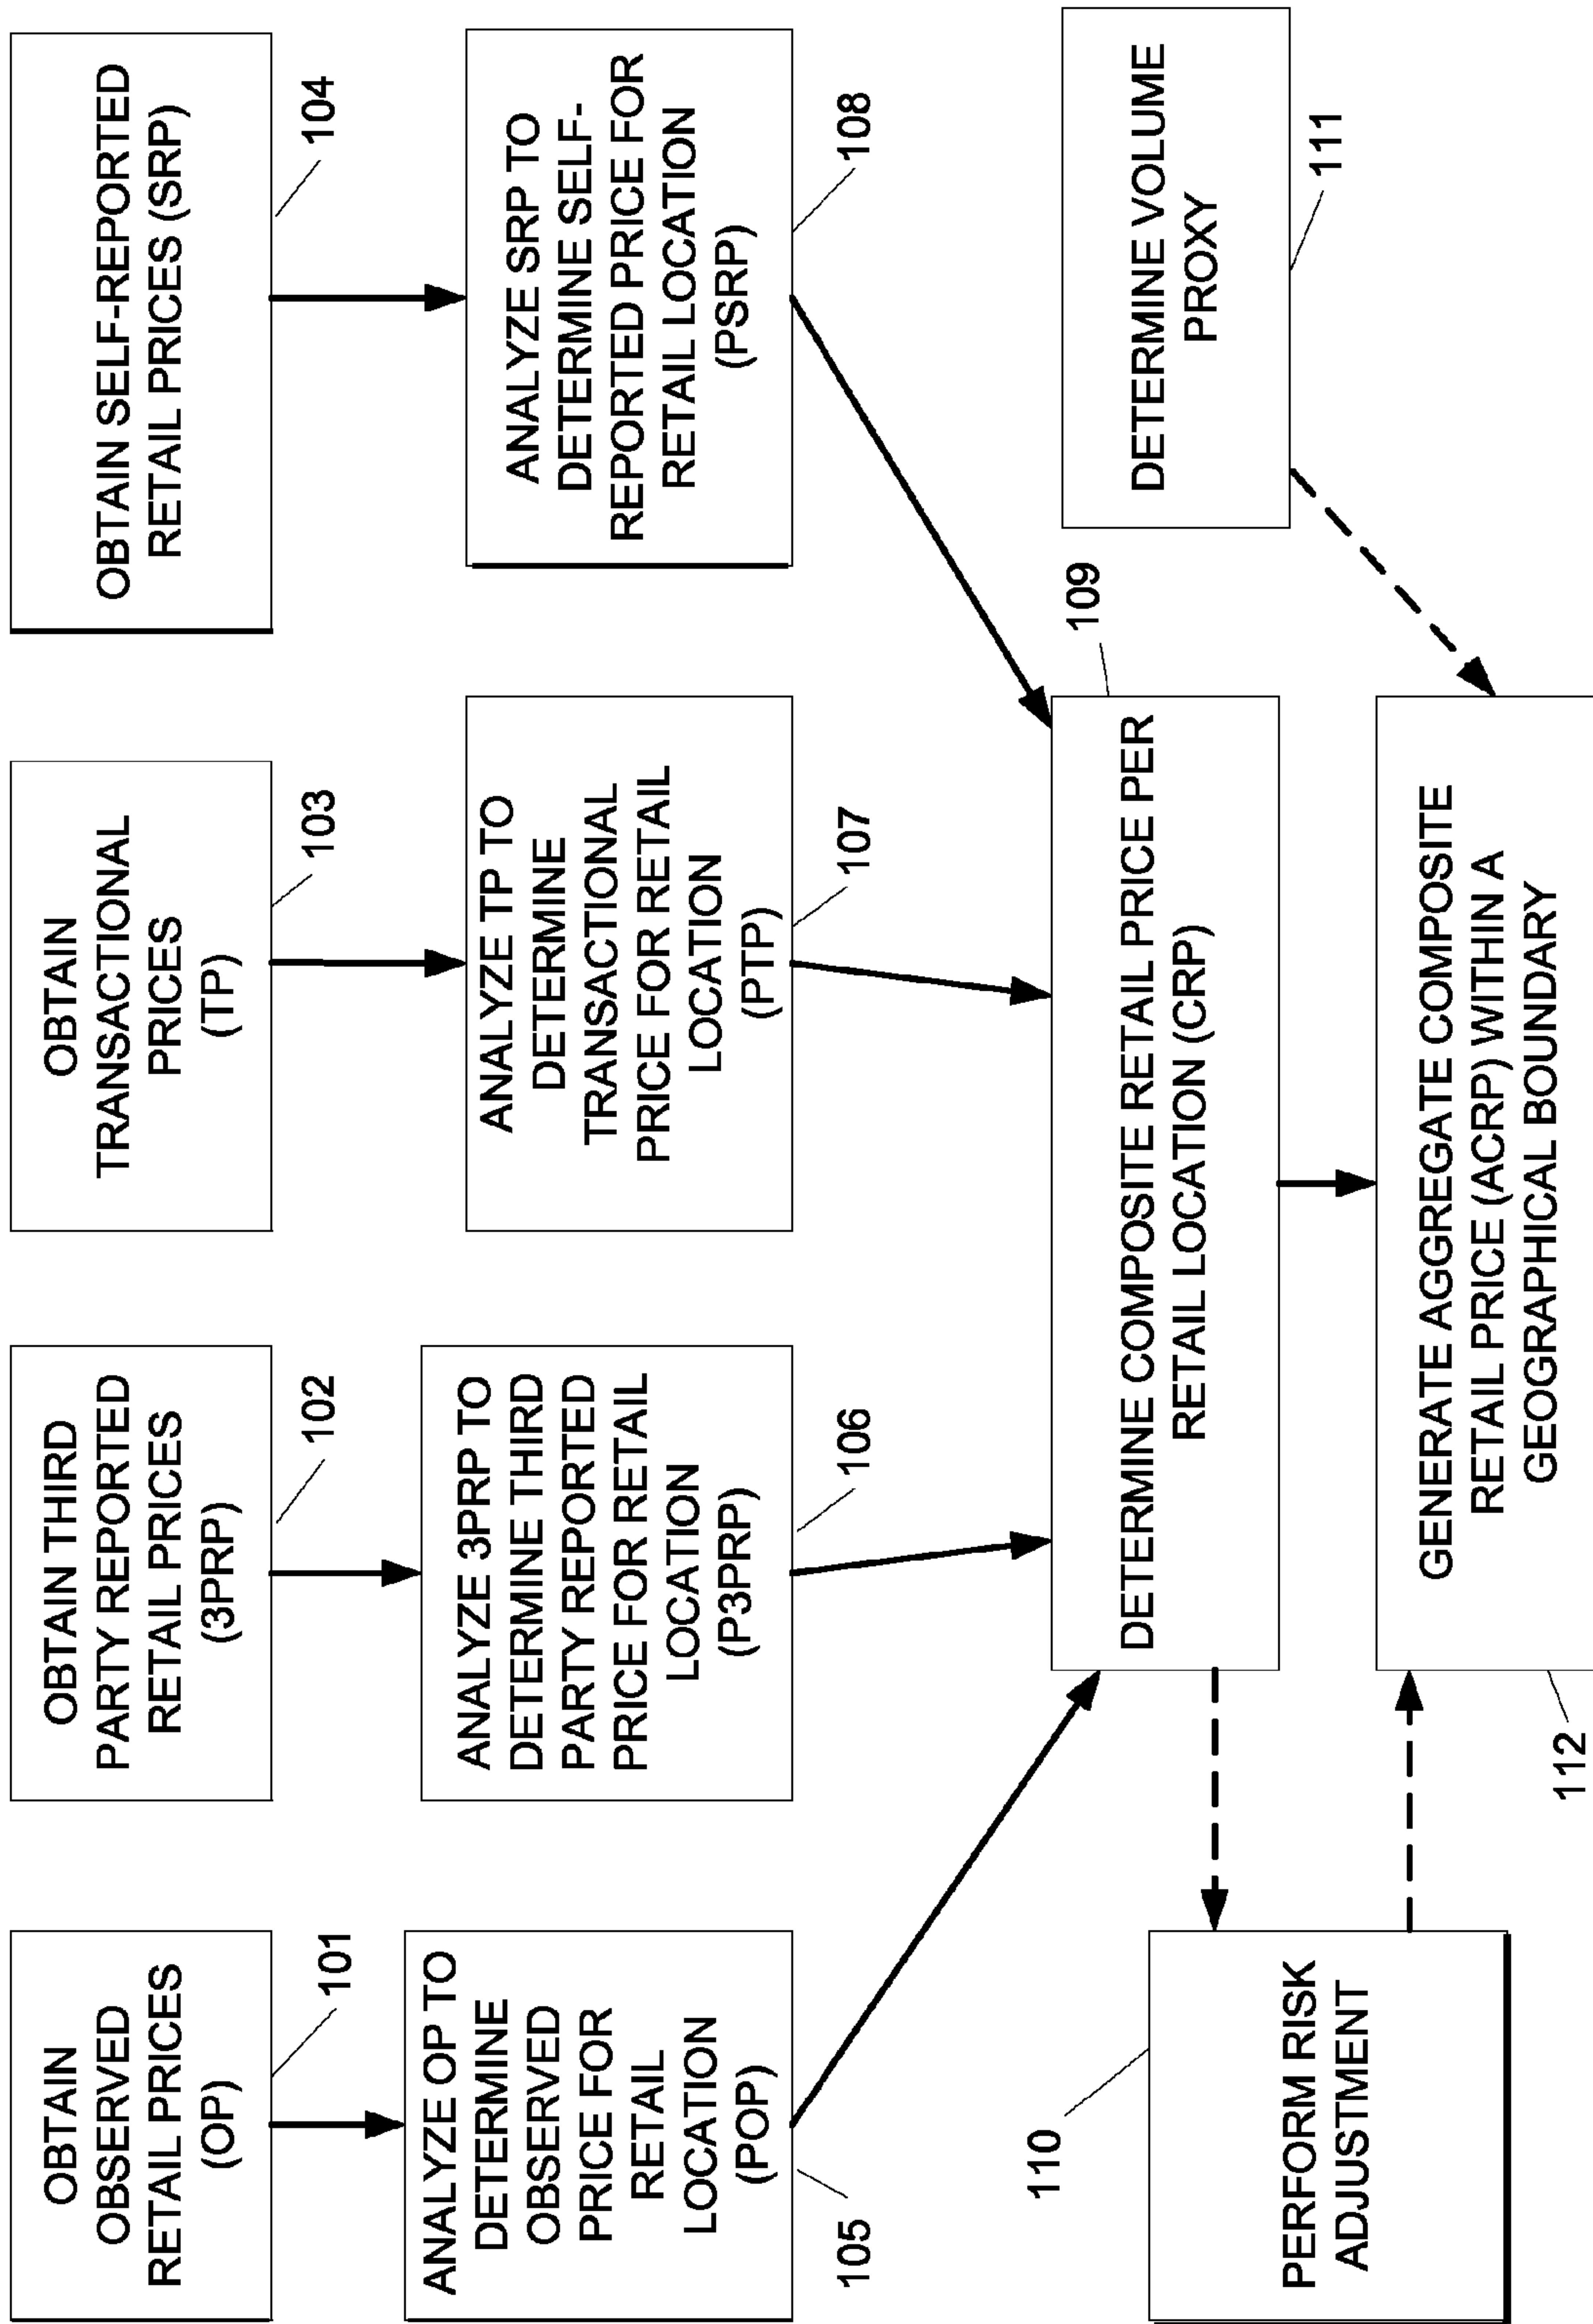 OBTAIN
OBSERVED
RETAIL PRICES
(OP)
101
OBTAIN THIRD
PARTY REPORTED
RETAIL PRICES
(3PRP)
102
OBTAIN
TRANSACTIONAL
PRICES
(TP)
103
OBTAIN SELF-REPORTED
RETAIL PRICES (SRP)
104
ANALYZE OP TO
DETERMINE
OBSERVED
PRICE FOR
RETAIL
LOCATION
(POP)
105
ANALYZE 3PRP TO
DETERMINE THIRD
PARTY REPORTED
PRICE FOR RETAIL
LOCATION
(P3PRP)
106
ANALYZE TP TO
DETERMINE
TRANSACTIONAL
PRICE FOR RETAIL
LOCATION
(PTP)
107
ANALYZE SRP TO
DETERMINE SELF-
REPORTED PRICE FOR
RETAIL LOCATION
(PSRP)
108
109
DETERMINE COMPOSITE RETAIL PRICE PER
RETAIL LOCATION (CRP)
110
PERFORM RISK
ADJUSTMENT
DETERMINE VOLUME
PROXY
111
GENERATE AGGREGATE COMPOSITE
RETAIL PRICE (ACRP) WITHIN A
GEOGRAPHICAL BOUNDARY
112